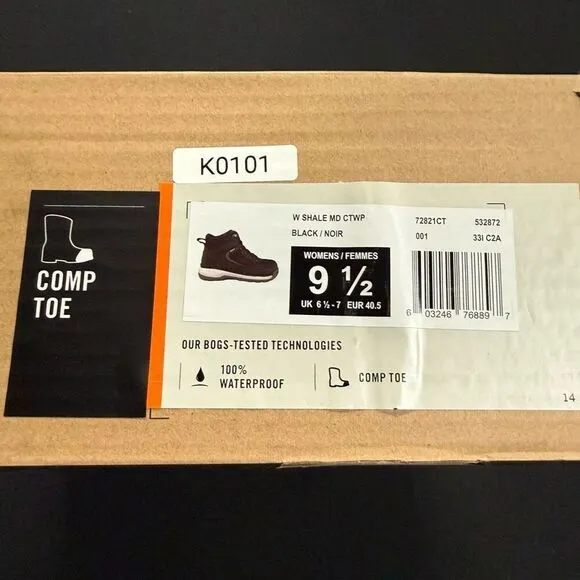 K0101
COMP
TOE
W SHALE MD CTWP
BLACK / NOIR
72821CT 532872
001 33I C2A
WOMENS / FEMMES
9 ½
UK 6 ½ - 7 EUR 40.5
6 03246 76889 7
OUR BOGS-TESTED TECHNOLOGIES
100%
WATERPROOF
COMP TOE
14